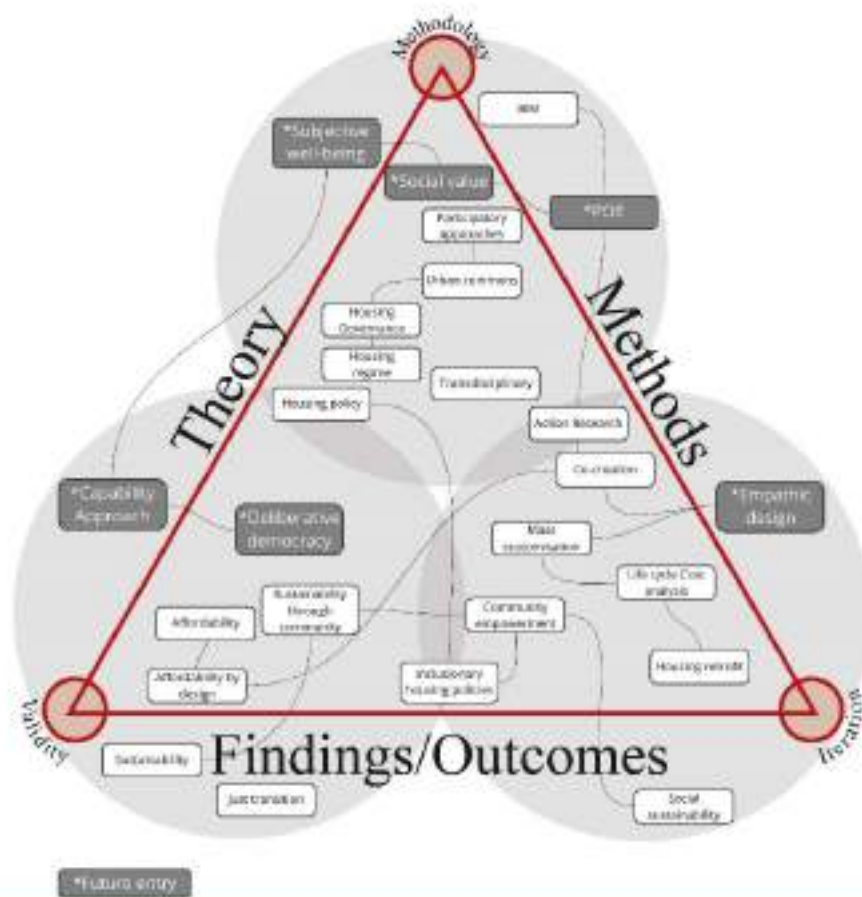 Methodology
*Subjective
well-being
*Social value
*POE
Participatory
approaches
Urban commons
Housing
Governance
Housing
regime
Transdisciplinary
Housing policy
Theory
Methods
Action Research
Co-creation
*Capability
Approach
*Deliberative
democracy
*Empathic
design
Mass
customisation
Life cycle Cost
analysis
Sustainability
through
community
Community
empowerment
Affordability
Affordability by
design
Inclusionary
housing policies
Housing retrofit
Validity
Iteration
Findings/Outcomes
Sustainability
Just transition
Social
sustainability
*Future entry